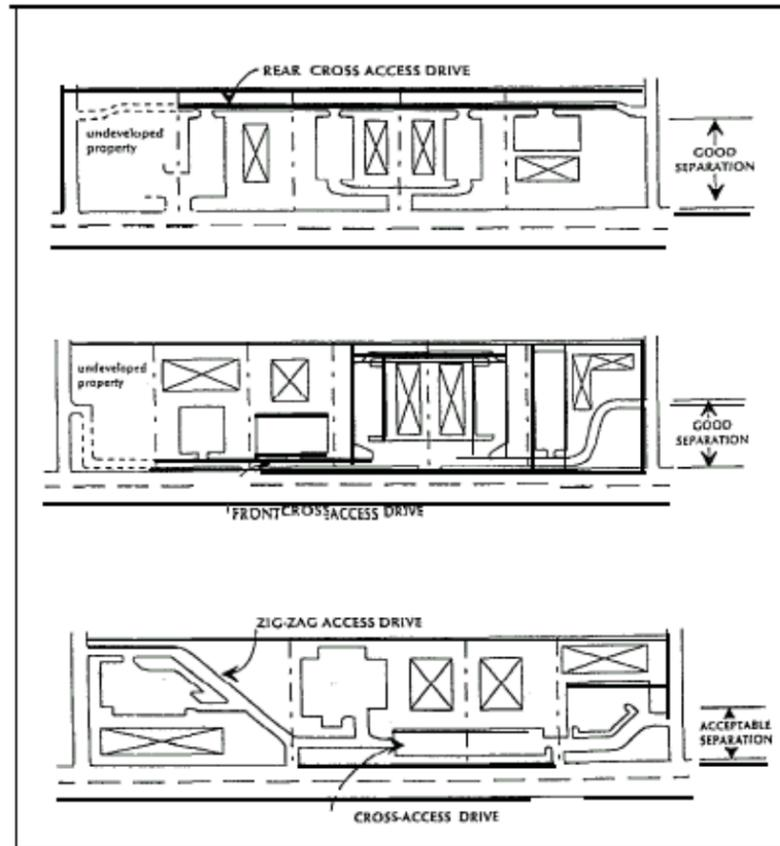 REAR CROSS ACCESS DRIVE
undeveloped
property
GOOD
SEPARATION
undeveloped
property
GOOD
SEPARATION
FRONT CROSS ACCESS DRIVE
ZIG-ZAG ACCESS DRIVE
ACCEPTABLE
SEPARATION
CROSS-ACCESS DRIVE